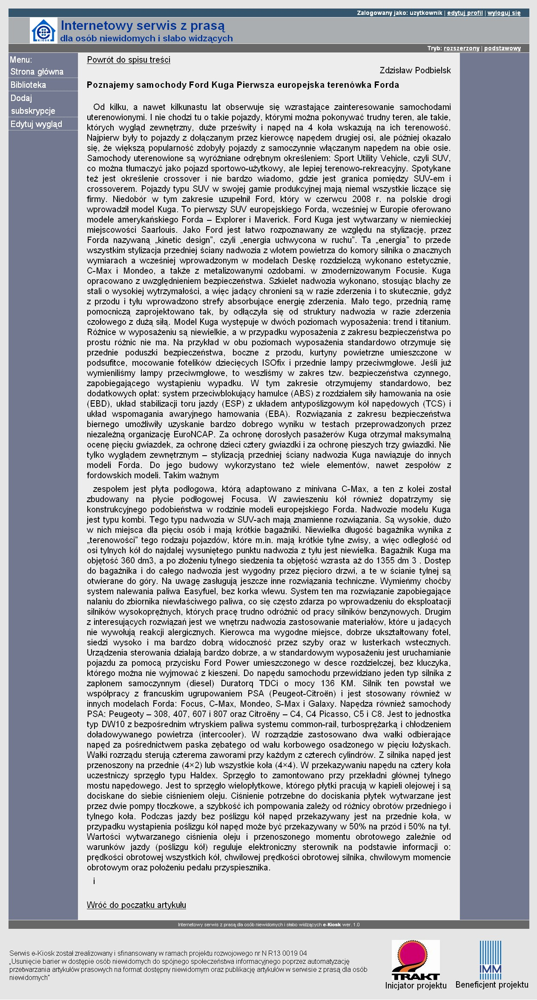 Zalogowany jako: uzytkownik | edytuj profil | wyloguj się
KIOSK
Internetowy serwis z prasą
dla osób niewidomych i slabo widzących
Tryb: rozszerzony | podstawowy
Menu:
Strona główna
Biblioteka
Dodaj
subskrypcje
Edytuj wygląd
Powrót do spisu treści
Zdzisław Podbielsk
Poznajemy samochody Ford Kuga Pierwsza europejska terenówka Forda
Od kilku, a nawet kilkunastu lat obserwuje się wzrastające zainteresowanie samochodami
uterenowionymi. I nie chodzi tu o takie pojazdy, którymi można pokonywać trudny teren, ale takie,
których wygląd zewnętrzny, duże prześwity i napęd na 4 koła wskazują na ich terenowość.
Najpierw były to pojazdy z dołączanym przez kierowcę napędem drugiej osi, ale później okazało
się, że większą popularność zdobyły pojazdy z samoczynnie włączanym napędem na obie osie.
Samochody uterenowione są wyróżniane odrębnym określeniem: Sport Utility Vehicle, czyli SUV,
co można tłumaczyć jako pojazd sportowo-użytkowy, ale lepiej terenowo-rekreacyjny. Spotykane
też jest określenie crossover i nie bardzo wiadomo, gdzie jest granica pomiędzy SUV-em i
crossoverem. Pojazdy typu SUV w swojej gamie produkcyjnej mają niemal wszystkie liczące się
firmy. Niedobór w tym zakresie uzupełnił Ford, który w czerwcu 2008 r. na polskie drogi
wprowadził model Kuga. To pierwszy SUV europejskiego Forda, wcześniej w Europie oferowano
modele amerykańskiego Forda – Explorer i Maverick. Ford Kuga jest wytwarzany w niemieckiej
miejscowości Saarlouis. Jako Ford jest łatwo rozpoznawany ze względu na stylizację, przez
Forda nazywaną „kinetic design”, czyli „energia uchwycona w ruchu”. Ta „energia” to przede
wszystkim stylizacja przedniej ściany nadwozia z wlotem powietrza do komory silnika o znacznych
wymiarach a wcześniej wprowadzonym w modelach Deskę rozdzielczą wykonano estetycznie,
C-Max i Mondeo, a także z metalizowanymi ozdobami. w zmodernizowanym Focusie. Kuga
opracowano z uwzględnieniem bezpieczeństwa. Szkielet nadwozia wykonano, stosując blachy ze
stali o wysokiej wytrzymałości, a więc jadący chronieni są w razie zderzenia i to skutecznie, gdyż
z przodu i tyłu wprowadzono strefy absorbujące energię zderzenia. Mało tego, przednią ramę
pomocniczą zaprojektowano tak, by odłączyła się od struktury nadwozia w razie zderzenia
czołowego z dużą siłą. Model Kuga występuje w dwóch poziomach wyposażenia: trend i titanium.
Różnice w wyposażeniu są niewielkie, a w przypadku wyposażenia z zakresu bezpieczeństwa po
prostu różnic nie ma. Na przykład w obu poziomach wyposażenia standardowo otrzymuje się
przednie poduszki bezpieczeństwa, boczne z przodu, kurtyny powietrzne umieszczone w
podsufitce, mocowanie fotelików dziecięcych ISOfix i przednie lampy przeciwmgłowe. Jeśli już
wymieniliśmy lampy przeciwmgłowe, to weszliśmy w zakres tzw. bezpieczeństwa czynnego,
zapobiegającego wystąpieniu wypadku. W tym zakresie otrzymujemy standardowo, bez
dodatkowych opłat: system przeciwblokujący hamulce (ABS) z rozdziałem siły hamowania na osie
(EBD), układ stabilizacji toru jazdy (ESP) z układem antypoślizgowym kół napędowych (TCS) i
układ wspomagania awaryjnego hamowania (EBA). Rozwiązania z zakresu bezpieczeństwa
biernego umożliwiły uzyskanie bardzo dobrego wyniku w testach przeprowadzonych przez
niezależną organizację EuroNCAP. Za ochronę dorosłych pasażerów Kuga otrzymał maksymalną
ocenę pięciu gwiazdek, za ochronę dzieci cztery gwiazdki i za ochronę pieszych trzy gwiazdki. Nie
tylko wyglądem zewnętrznym – stylizacją przedniej ściany nadwozia Kuga nawiązuje do innych
modeli Forda. Do jego budowy wykorzystano też wiele elementów, nawet zespołów z
fordowskich modeli. Takim ważnym
zespołem jest płyta podłogowa, którą adaptowano z minivana C-Max, a ten z kolei został
zbudowany na płycie podłogowej Focusa. W zawieszeniu kół również dopatrzymy się
konstrukcyjnego podobieństwa w rodzinie modeli europejskiego Forda. Nadwozie modelu Kuga
jest typu kombi. Tego typu nadwozia w SUV-ach mają znamienne rozwiązania. Są wysokie, dużo
w nich miejsca dla pięciu osób i mają krótkie bagażniki. Niewielka długość bagażnika wynika z
„terenowości” tego rodzaju pojazdów, które m.in. mają krótkie tylne zwisy, a więc odległość od
osi tylnych kół do najdalej wysuniętego punktu nadwozia z tyłu jest niewielka. Bagażnik Kuga ma
objętość 360 dm3, a po złożeniu tylnego siedzenia ta objętość wzrasta aż do 1355 dm 3 . Dostęp
do bagażnika i do całego nadwozia jest wygodny przez pięcioro drzwi, a te w ścianie tylnej są
otwierane do góry. Na uwagę zasługują jeszcze inne rozwiązania techniczne. Wymieńmy choćby
system nalewania paliwa Easyfuel, bez korka wlewu. System ten ma rozwiązanie zapobiegające
nalaniu do zbiornika niewłaściwego paliwa, co się często zdarza po wprowadzeniu do eksploatacji
silników wysokoprężnych, których pracę trudno odróżnić od pracy silników benzynowych. Drugim
z interesujących rozwiązań jest we wnętrzu nadwozia zastosowanie materiałów, które u jadących
nie wywołują reakcji alergicznych. Kierowca ma wygodne miejsce, dobrze ukształtowany fotel,
siedzi wysoko i ma bardzo dobrą widoczność przez szyby oraz w lusterkach wstecznych.
Urządzenia sterowania działają bardzo dobrze, a w standardowym wyposażeniu jest uruchamianie
pojazdu za pomocą przycisku Ford Power umieszczonego w desce rozdzielczej, bez kluczyka,
którego można nie wyjmować z kieszeni. Do napędu samochodu przewidziano jeden typ silnika z
zapłonem samoczynnym (diesel) Duratorq TDCi o mocy 136 KM. Silnik ten powstał we
współpracy z francuskim ugrupowaniem PSA (Peugeot-Citroën) i jest stosowany również w
innych modelach Forda: Focus, C-Max, Mondeo, S-Max i Galaxy. Napędza również samochody
PSA: Peugeoty – 308, 407, 607 i 807 oraz Citroëny – C4, C4 Picasso, C5 i C8. Jest to jednostka
typ DW10 z bezpośrednim wtryskiem paliwa systemu common-rail, turbosprężarką i chłodzeniem
doładowywanego powietrza (intercooler). W rozrządzie zastosowano dwa wałki odbierające
napęd za pośrednictwem paska zębatego od wału korbowego osadzonego w pięciu łożyskach.
Wałki rozrządu sterują czterema zaworami przy każdym z czterech cylindrów. Z silnika napęd jest
przenoszony na przednie (4×2) lub wszystkie koła (4×4). W przekazywaniu napędu na cztery koła
uczestniczy sprzęgło typu Haldex. Sprzęgło to zamontowano przy przekładni głównej tylnego
mostu napędowego. Jest to sprzęgło wielopłytkowe, którego płytki pracują w kąpieli olejowej i są
dociskane do siebie ciśnieniem oleju. Ciśnienie potrzebne do dociskania płytek wytwarzane jest
przez dwie pompy tłoczkowe, a szybkość ich pompowania zależy od różnicy obrotów przedniego i
tylnego koła. Podczas jazdy bez poślizgu kół napęd przekazywany jest na przednie koła, w
przypadku wystąpienia poślizgu kół napęd może być przekazywany w 50% na przód i 50% na tył.
Wartości wytwarzanego ciśnienia oleju i przenoszonego momentu obrotowego zależnie od
warunków jazdy (poślizgu kół) reguluje elektroniczny sterownik na podstawie informacji o:
prędkości obrotowej wszystkich kół, chwilowej prędkości obrotowej silnika, chwilowym momencie
obrotowym oraz położeniu pedału przyspiesznika.
i
Wróć do poczatku artykułu
Internetowy serwis z prasą dla osób niewidomych i słabo widzących e-Kiosk wer. 1.0
Serwis e-Kiosk został zrealizowany i sfinansowany w ramach projektu rozwojowego nr N R13 0019 04
„Usunięcie barier w dostępie osób niewidomych do spójnego społeczeństwa informacyjnego poprzez automatyzację
przetwarzania artykułów prasowych na format dostępny niewidomym oraz publikację artykułów w serwisie z prasą dla osób
niewidomych”
TRAKT
Inicjator projektu
IMM
Beneficjent projektu